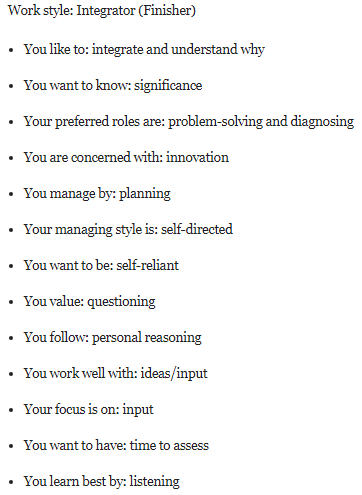 Work style: Integrator (Finisher)
• You like to: integrate and understand why
• You want to know: significance
• Your preferred roles are: problem-solving and diagnosing
• You are concerned with: innovation
• You manage by: planning
• Your managing style is: self-directed
• You want to be: self-reliant
• You value: questioning
• You follow: personal reasoning
• You work well with: ideas/input
• Your focus is on: input
• You want to have: time to assess
• You learn best by: listening